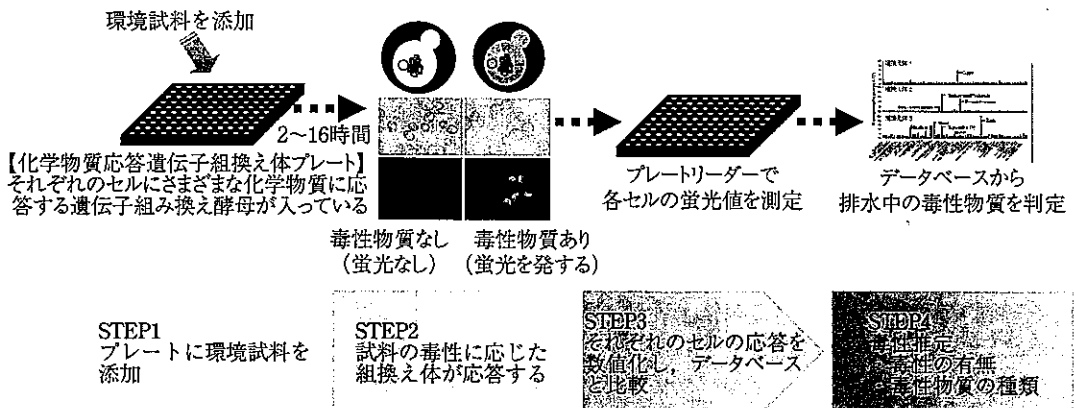 環境試料を添加
2〜16時間
【化学物質応答遺伝子組換え体プレート】
それぞれのセルにさまざまな化学物質に応
答する遺伝子組み換え酵母が入っている
毒性物質なし
(蛍光なし)
毒性物質あり
(蛍光を発する)
プレートリーダーで
各セルの蛍光値を測定
データベースから
排水中の毒性物質を判定
STEP1
プレートに環境試料を
添加
STEP2
試料の毒性に応じた
組換え体が応答する
STEP3
それぞれのセルの応答を
数値化し，データベース
と比較
STEP4
毒性推定
毒性の有無
毒性物質の種類